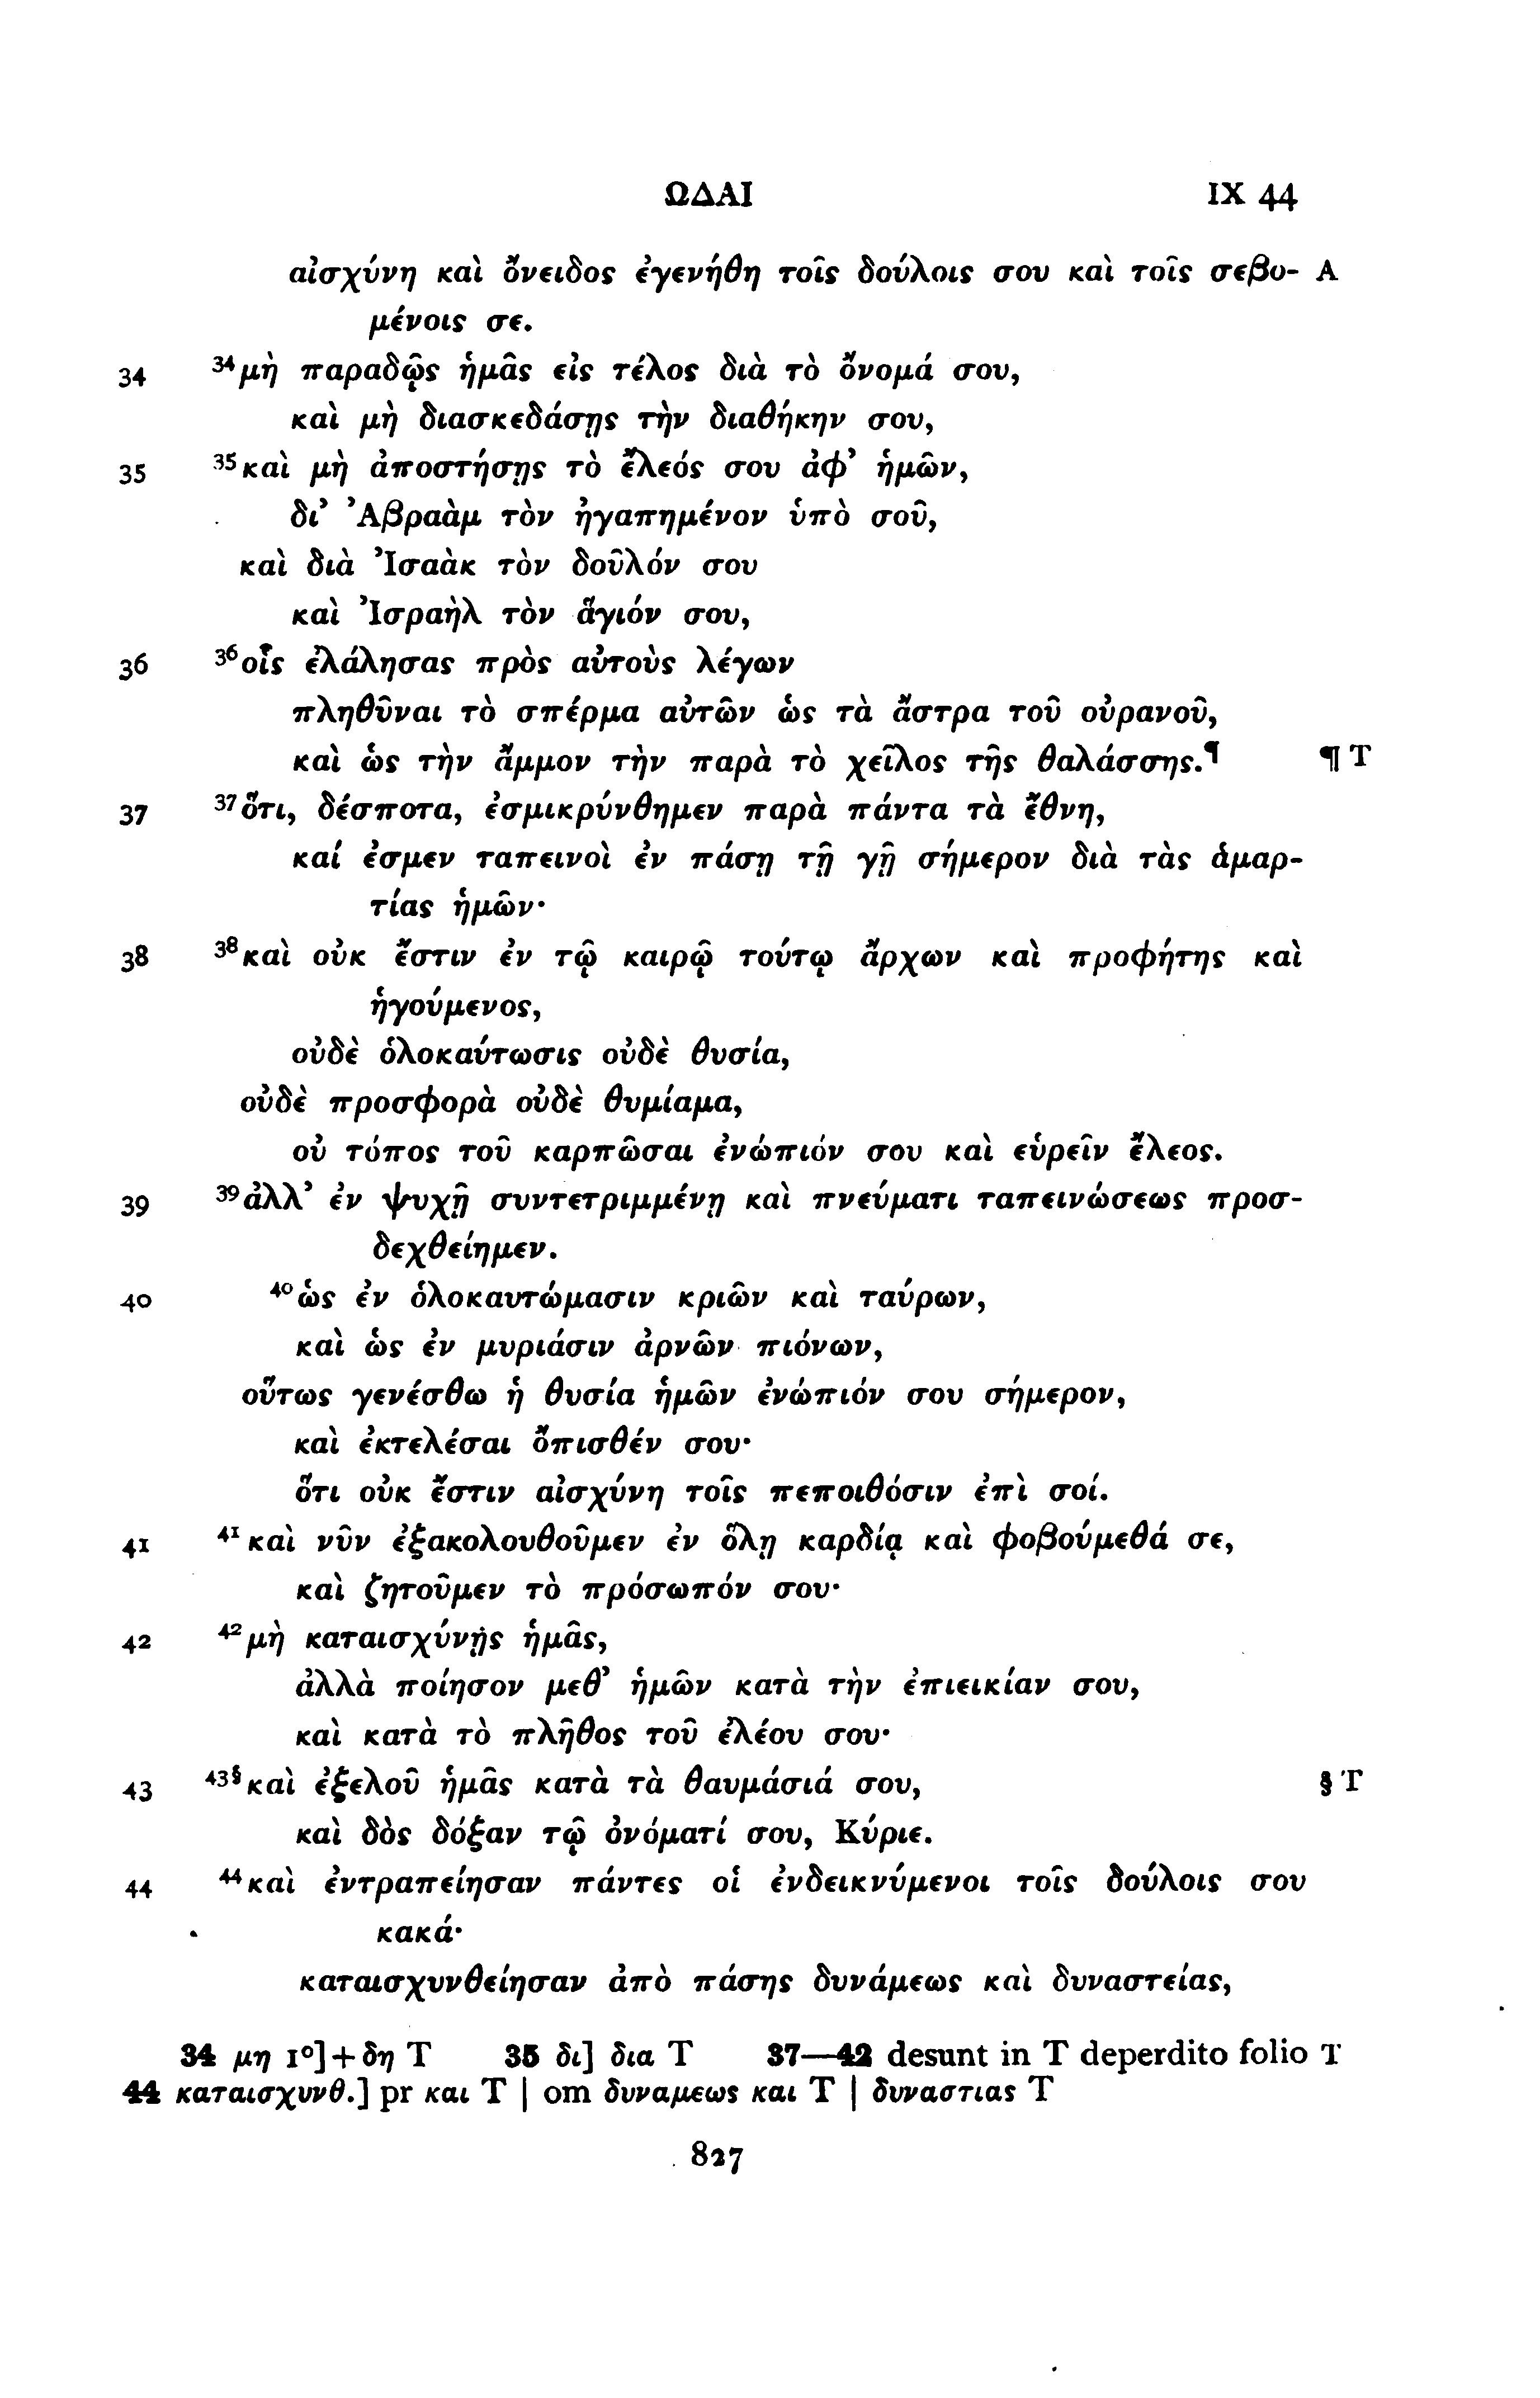 ΩΔΑΙ IX 44
αἰσχύνη καὶ ὄνειδος ἐγενήθη τοῖς δούλοις σου καὶ τοῖς σεβο- A
μένοις σε.
34 ³⁴μὴ παραδῷς ἡμᾶς εἰς τέλος διὰ τὸ ὄνομά σου,
καὶ μὴ διασκεδάσῃς τὴν διαθήκην σου,
35 ³⁵καὶ μὴ ἀποστήσῃς τὸ ἔλεός σου ἀφ’ ἡμῶν,
δι’ Ἀβραὰμ τὸν ἠγαπημένον ὑπὸ σοῦ,
καὶ διὰ Ἰσαὰκ τὸν δοῦλόν σου
καὶ Ἰσραὴλ τὸν ἅγιόν σου,
36 ³⁶οἷς ἐλάλησας πρὸς αὐτοὺς λέγων
πληθῦναι τὸ σπέρμα αὐτῶν ὡς τὰ ἄστρα τοῦ οὐρανοῦ,
καὶ ὡς τὴν ἄμμον τὴν παρὰ τὸ χεῖλος τῆς θαλάσσης.¶ ¶ T
37 ³⁷ὅτι, δέσποτα, ἐσμικρύνθημεν παρὰ πάντα τὰ ἔθνη,
καί ἐσμεν ταπεινοὶ ἐν πάσῃ τῇ γῇ σήμερον διὰ τὰς ἁμαρ-
τίας ἡμῶν·
38 ³⁸καὶ οὐκ ἔστιν ἐν τῷ καιρῷ τούτῳ ἄρχων καὶ προφήτης καὶ
ἡγούμενος,
οὐδὲ ὁλοκαύτωσις οὐδὲ θυσία,
οὐδὲ προσφορὰ οὐδὲ θυμίαμα,
οὐ τόπος τοῦ καρπῶσαι ἐνώπιόν σου καὶ εὑρεῖν ἔλεος.
39 ³⁹ἀλλ’ ἐν ψυχῇ συντετριμμένῃ καὶ πνεύματι ταπεινώσεως προσ-
δεχθείημεν.
40 ⁴⁰ὡς ἐν ὁλοκαυτώμασιν κριῶν καὶ ταύρων,
καὶ ὡς ἐν μυριάσιν ἀρνῶν πιόνων,
οὕτως γενέσθω ἡ θυσία ἡμῶν ἐνώπιόν σου σήμερον,
καὶ ἐκτελέσαι ὄπισθέν σου·
ὅτι οὐκ ἔστιν αἰσχύνη τοῖς πεποιθόσιν ἐπὶ σοί.
41 ⁴¹καὶ νῦν ἐξακολουθοῦμεν ἐν ὅλῃ καρδίᾳ καὶ φοβούμεθά σε,
καὶ ζητοῦμεν τὸ πρόσωπόν σου·
42 ⁴²μὴ καταισχύνῃς ἡμᾶς,
ἀλλὰ ποίησον μεθ’ ἡμῶν κατὰ τὴν ἐπιεικίαν σου,
καὶ κατὰ τὸ πλῆθος τοῦ ἐλέου σου·
43 ⁴³§καὶ ἐξελοῦ ἡμᾶς κατὰ τὰ θαυμάσιά σου, § T
καὶ δὸς δόξαν τῷ ὀνόματί σου, Κύριε.
44 ⁴⁴καὶ ἐντραπείησαν πάντες οἱ ἐνδεικνύμενοι τοῖς δούλοις σου
κακά·
καταισχυνθείησαν ἀπὸ πάσης δυνάμεως καὶ δυναστείας,
34 μη 1°]+δη T 35 δι] δια T 37—42 desunt in T deperdito folio T
44 καταισχυνθ.] pr και T | om δυναμεως και T | δυναστιας T
827